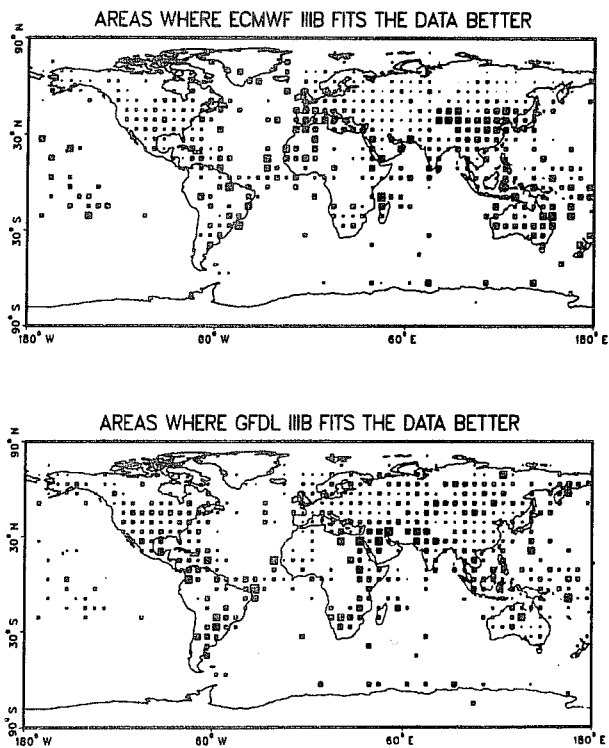 AREAS WHERE ECMWF IIIB FITS THE DATA BETTER
90° N
30° N
30° S
90° S
180° W
60° W
60° E
180° E
AREAS WHERE GFDL IIIB FITS THE DATA BETTER
90° N
30° N
30° S
90° S
180° W
60° W
60° E
180° E